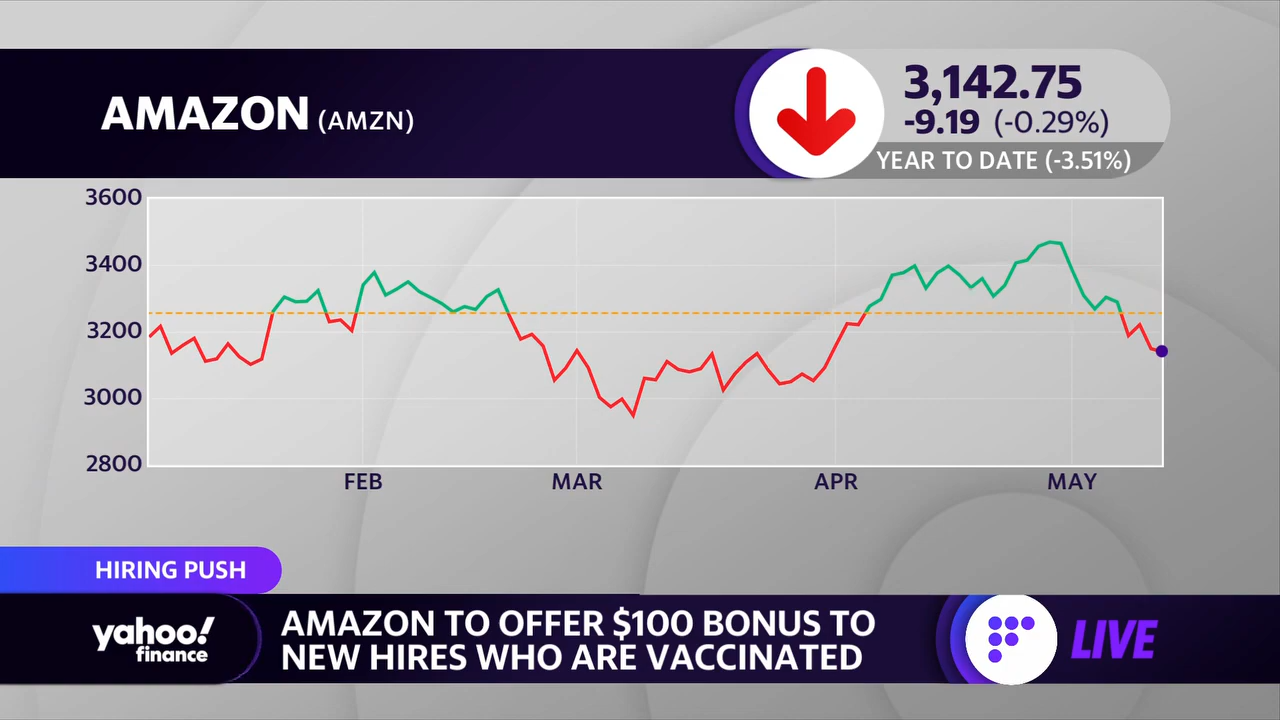 AMAZON (AMZN)
3,142.75
-9.19 (-0.29%)
YEAR TO DATE (-3.51%)
3600
3400
3200
3000
2800
FEB MAR APR MAY
HIRING PUSH
yahoo!
finance
AMAZON TO OFFER $100 BONUS TO
NEW HIRES WHO ARE VACCINATED
LIVE